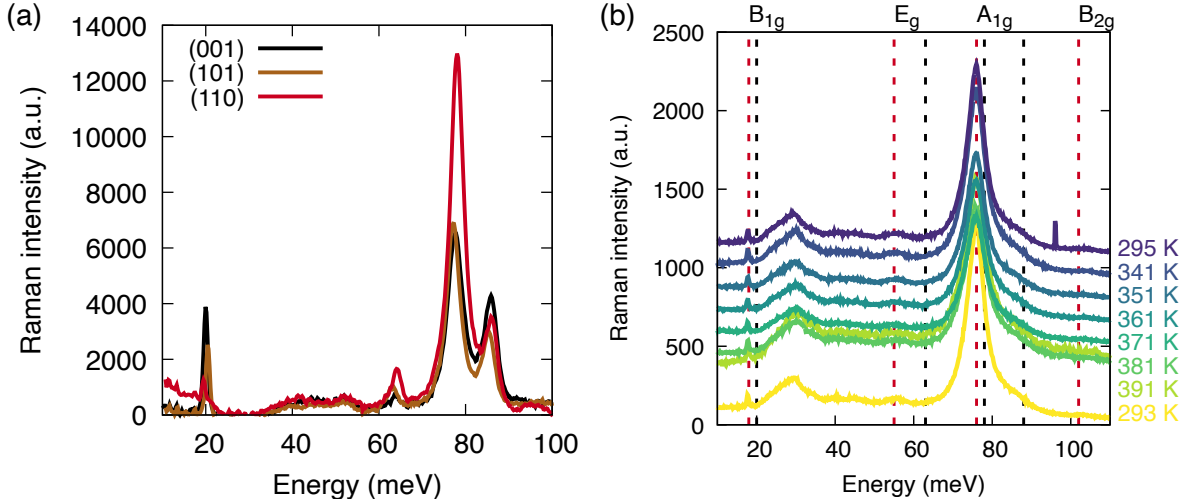 (a)
14000
12000
10000
8000
6000
4000
2000
0
Raman intensity (a.u.)
(001)
(101)
(110)
20 40 60 80 100
Energy (meV)
(b)
B1g Eg A1g B2g
2500
2000
1500
1000
500
0
Raman intensity (a.u.)
295 K
341 K
351 K
361 K
371 K
381 K
391 K
293 K
20 40 60 80 100
Energy (meV)